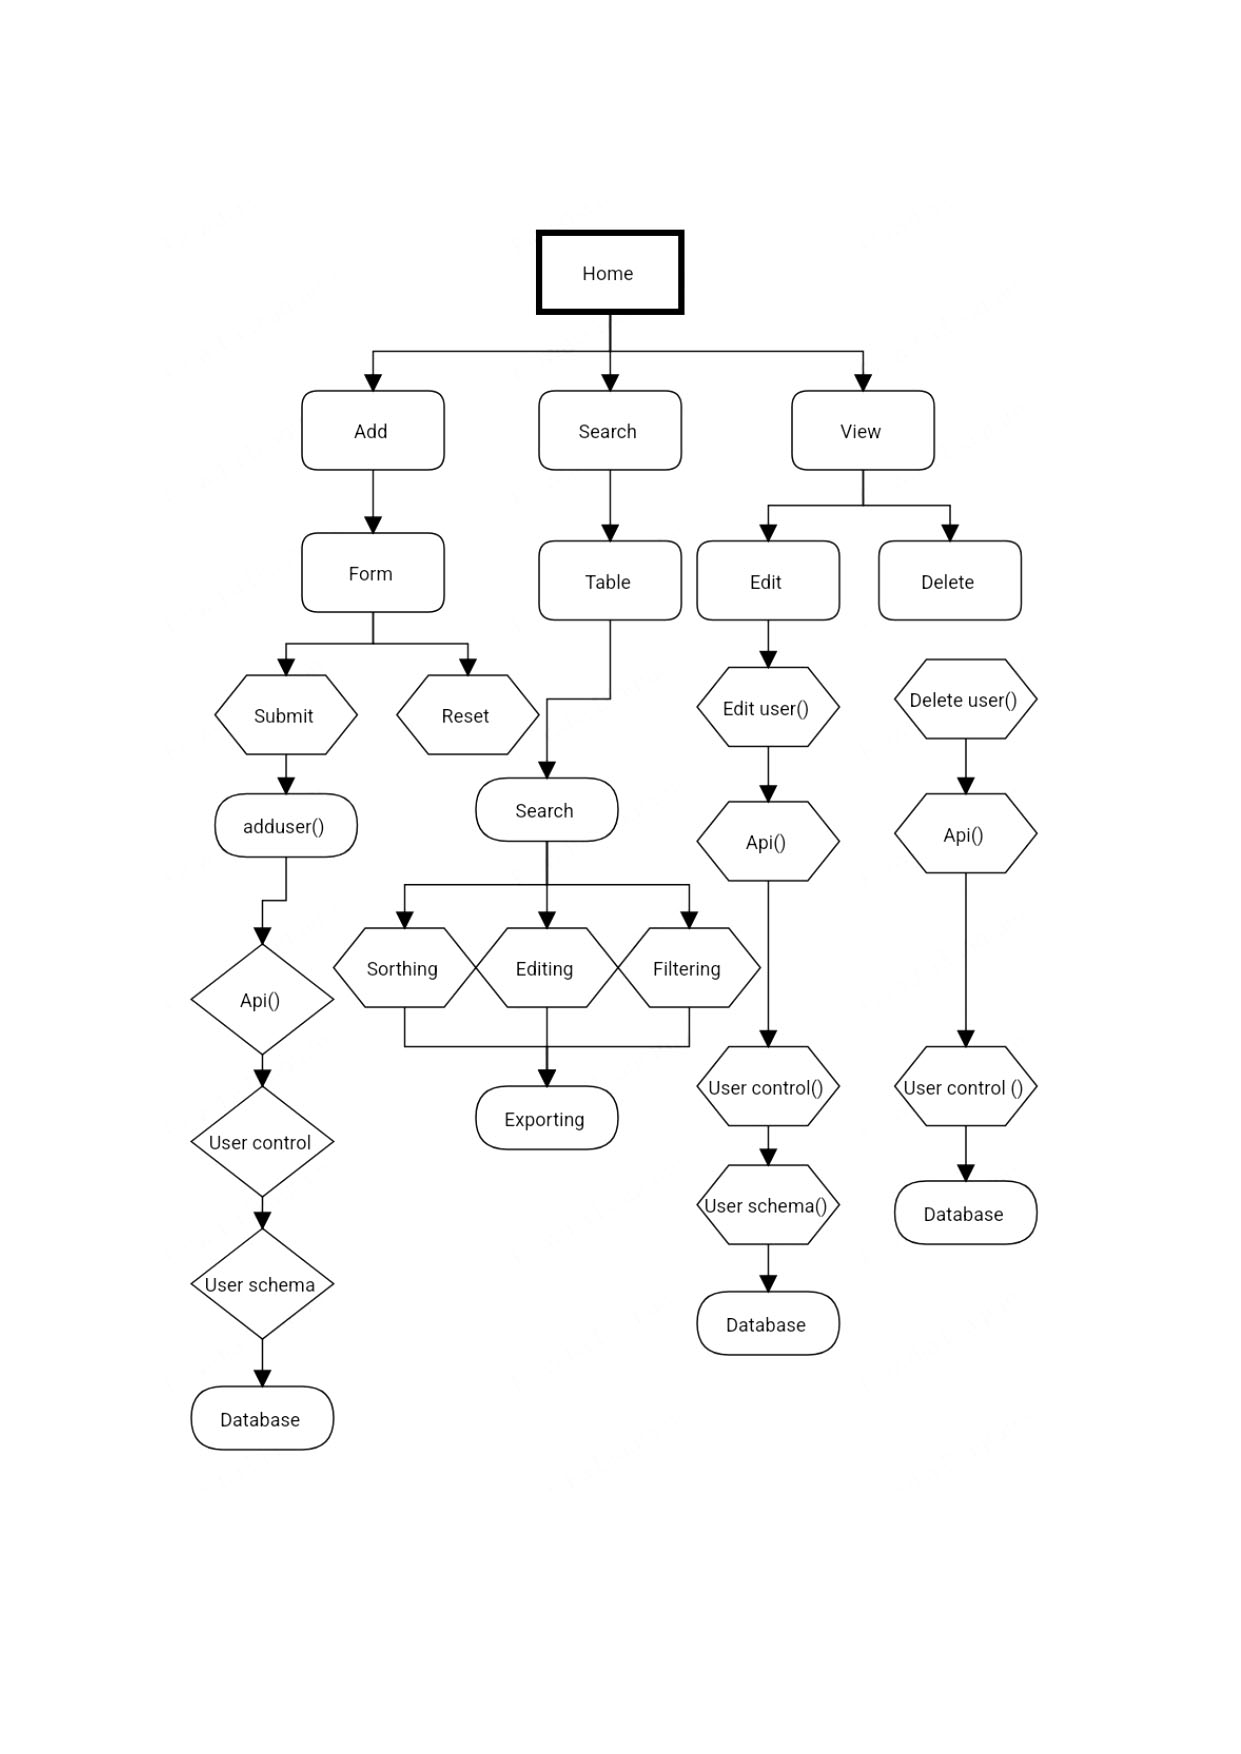 Home
Add
Search
View
Form
Table
Edit
Delete
Submit
Reset
Edit user()
Delete user()
adduser()
Search
Api()
Api()
Sorthing
Editing
Filtering
Api()
User control
Exporting
User control()
User control ()
User schema
User schema()
Database
Database
Database